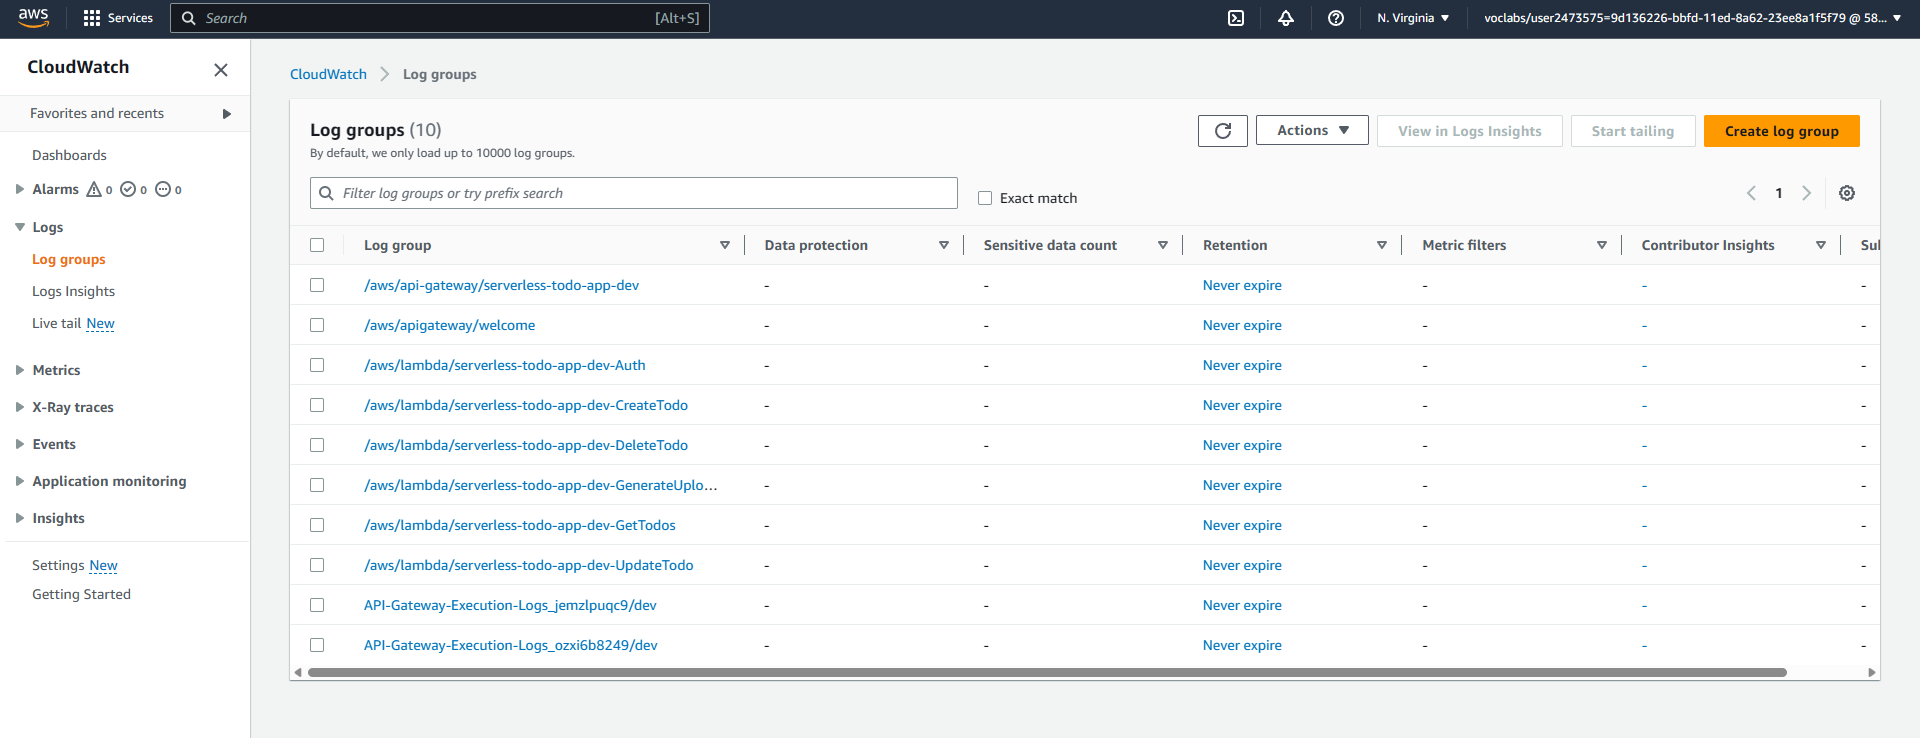 aws Services Search [Alt+S] N. Virginia voclabs/user2473575=9d136226-bbfd-11ed-8a62-23ee8a1f5f79 @ 58...
CloudWatch
Favorites and recents
Dashboards
Alarms 0 0 0
Logs
Log groups
Logs Insights
Live tail New
Metrics
X-Ray traces
Events
Application monitoring
Insights
Settings New
Getting Started
CloudWatch Log groups
Log groups (10)
By default, we only load up to 10000 log groups.
Actions View in Logs Insights Start tailing Create log group
Filter log groups or try prefix search Exact match 1
Log group Data protection Sensitive data count Retention Metric filters Contributor Insights Sul
/aws/api-gateway/serverless-todo-app-dev - - Never expire - - -
/aws/apigateway/welcome - - Never expire - - -
/aws/lambda/serverless-todo-app-dev-Auth - - Never expire - - -
/aws/lambda/serverless-todo-app-dev-CreateTodo - - Never expire - - -
/aws/lambda/serverless-todo-app-dev-DeleteTodo - - Never expire - - -
/aws/lambda/serverless-todo-app-dev-GenerateUplo... - - Never expire - - -
/aws/lambda/serverless-todo-app-dev-GetTodos - - Never expire - - -
/aws/lambda/serverless-todo-app-dev-UpdateTodo - - Never expire - - -
API-Gateway-Execution-Logs_jemzlpuqc9/dev - - Never expire - - -
API-Gateway-Execution-Logs_ozxi6b8249/dev - - Never expire - - -